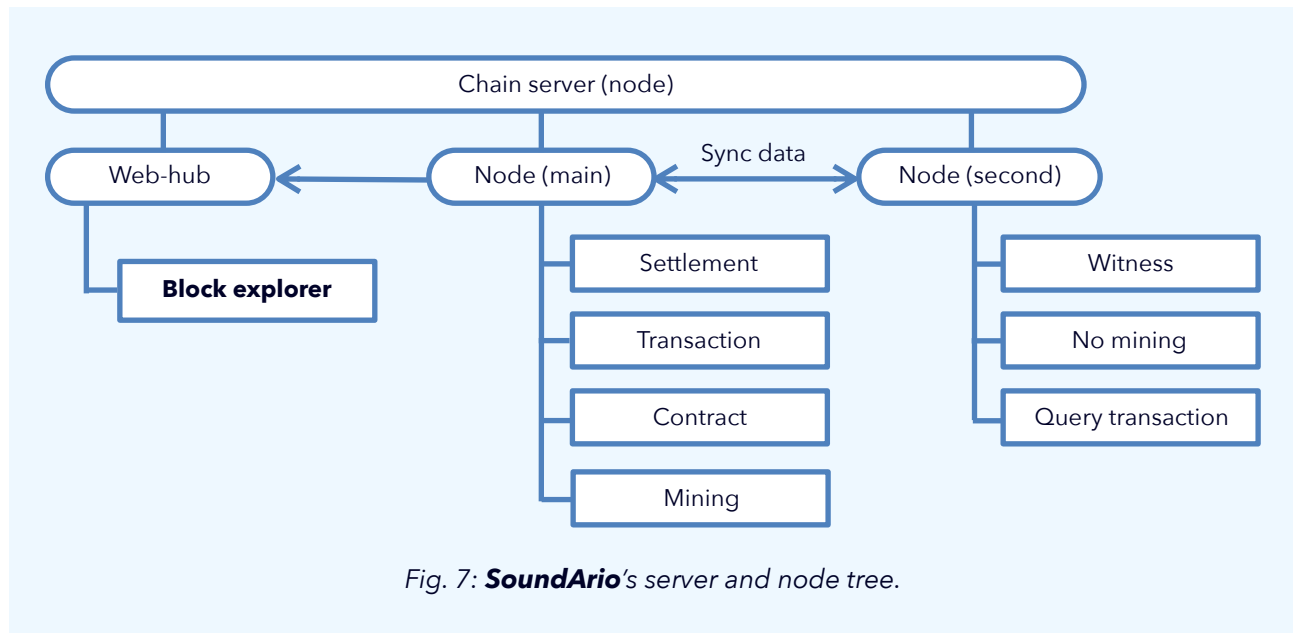 Chain server (node)
Web-hub
Node (main)
Sync data
Node (second)
Block explorer
Settlement
Transaction
Contract
Mining
Witness
No mining
Query transaction
Fig. 7: SoundArio’s server and node tree.